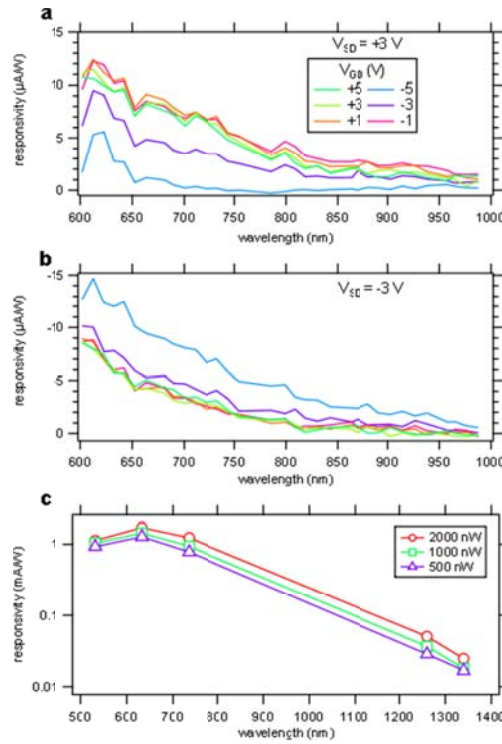 a
V_SD = +3 V
V_GD (V)
+5 -5
+3 -3
+1 -1
responsivity (µA/W)
15
10
5
0
600 650 700 750 800 850 900 950 1000
wavelength (nm)
b
V_SD = -3 V
responsivity (µA/W)
-15
-10
-5
0
600 650 700 750 800 850 900 950 1000
wavelength (nm)
c
2000 nW
1000 nW
500 nW
responsivity (mA/W)
1
0.1
0.01
500 600 700 800 900 1000 1100 1200 1300 1400
wavelength (nm)